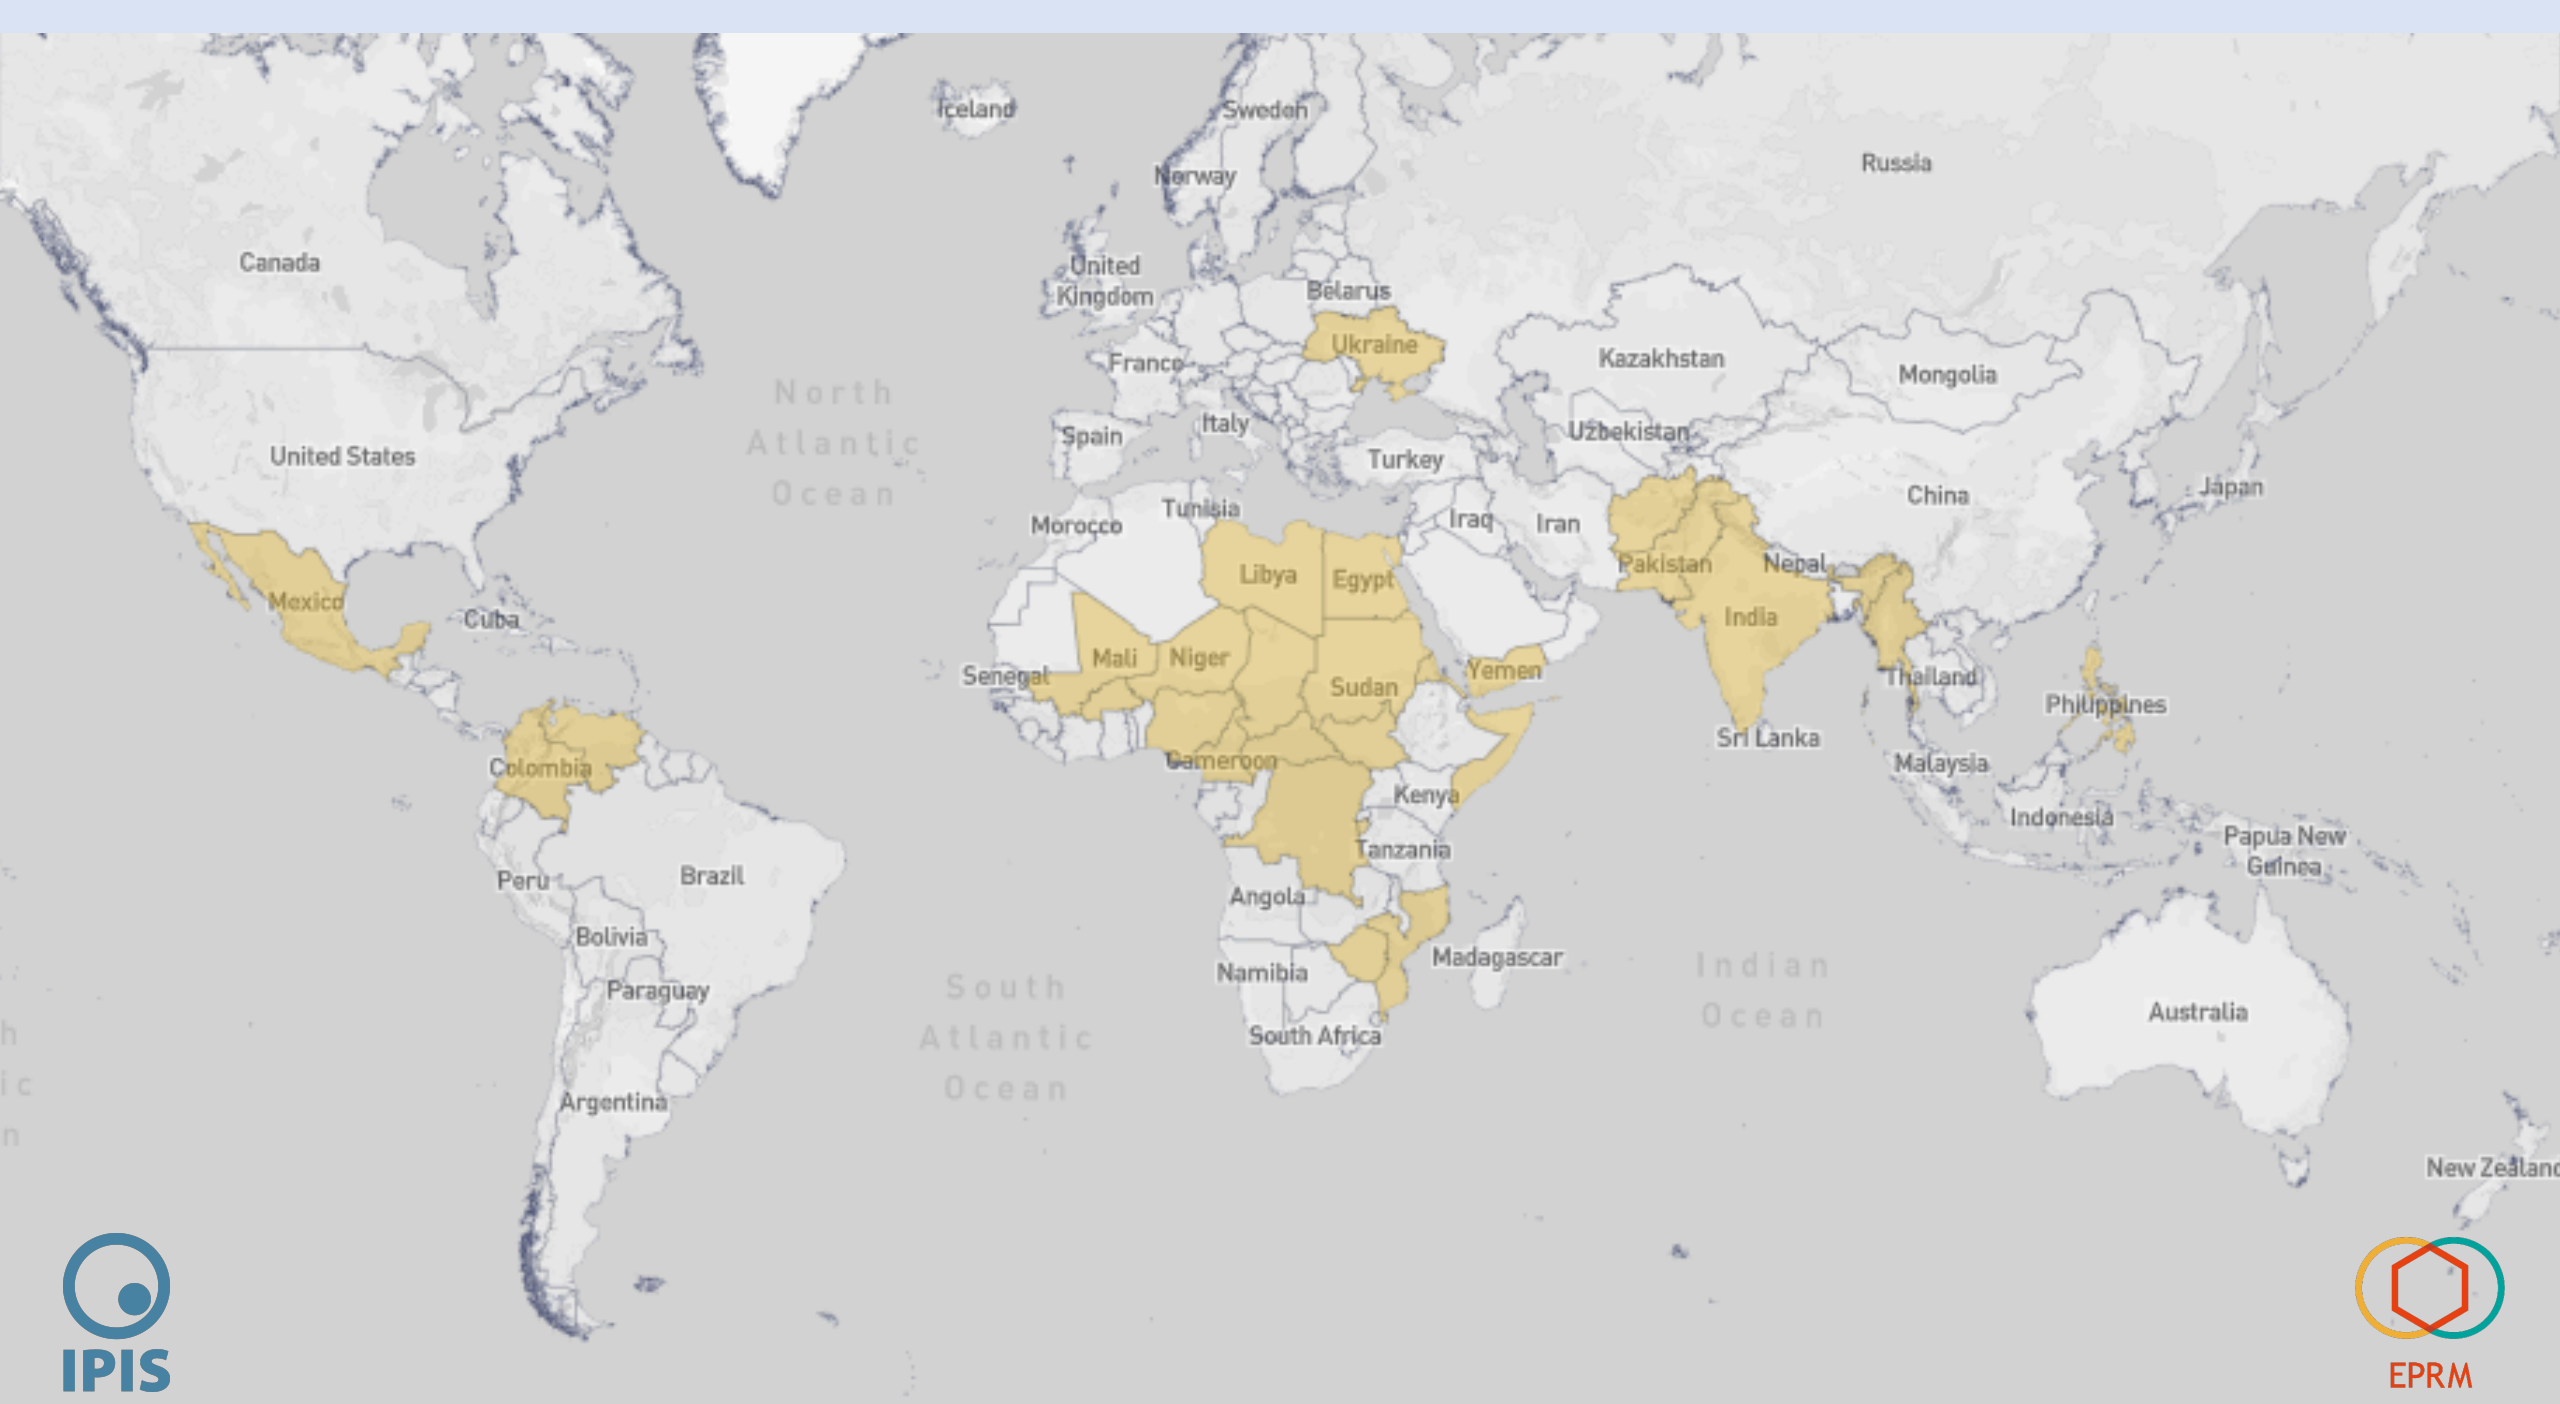 Iceland
Sweden
Norway
Russia
Canada
United
Kingdom
Belarus
Ukraine
France
Kazakhstan
Mongolia
North
Atlantic
Ocean
Italy
Spain
Uzbekistan
United States
Turkey
Japan
China
Tunisia
Morocco
Iraq
Iran
Pakistan
Nepal
Libya
Egypt
Mexico
Cuba
India
Mali
Niger
Senegal
Yemen
Sudan
Thailand
Philippines
Sri Lanka
Colombia
Cameroon
Malaysia
Kenya
Indonesia
Papua New
Guinea
Tanzania
Peru
Brazil
Angola
Bolivia
Madagascar
Namibia
Indian
Ocean
Paraguay
South
Atlantic
Ocean
Australia
South Africa
h
ic
n
Argentina
New Zealand
IPIS
EPRM